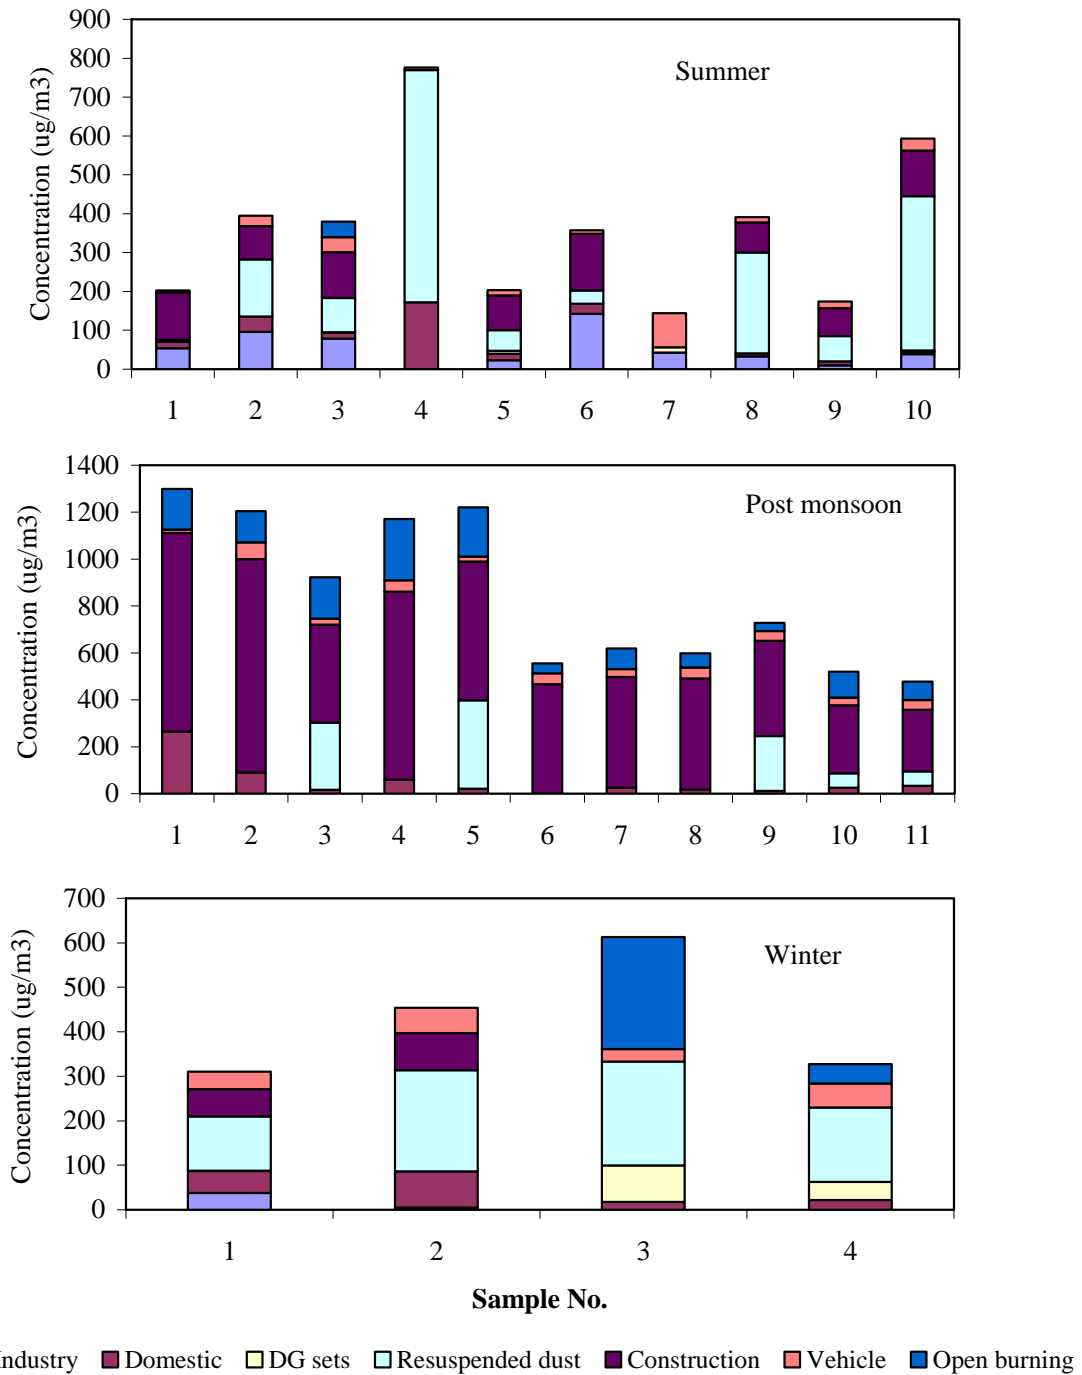 900
800
700
600
500
400
300
200
100
0
Concentration (ug/m3)
Summer
1 2 3 4 5 6 7 8 9 10
1400
1200
1000
800
600
400
200
0
Concentration (ug/m3)
Post monsoon
1 2 3 4 5 6 7 8 9 10 11
700
600
500
400
300
200
100
0
Concentration (ug/m3)
Winter
1 2 3 4
Sample No.
Industry Domestic DG sets Resuspended dust Construction Vehicle Open burning